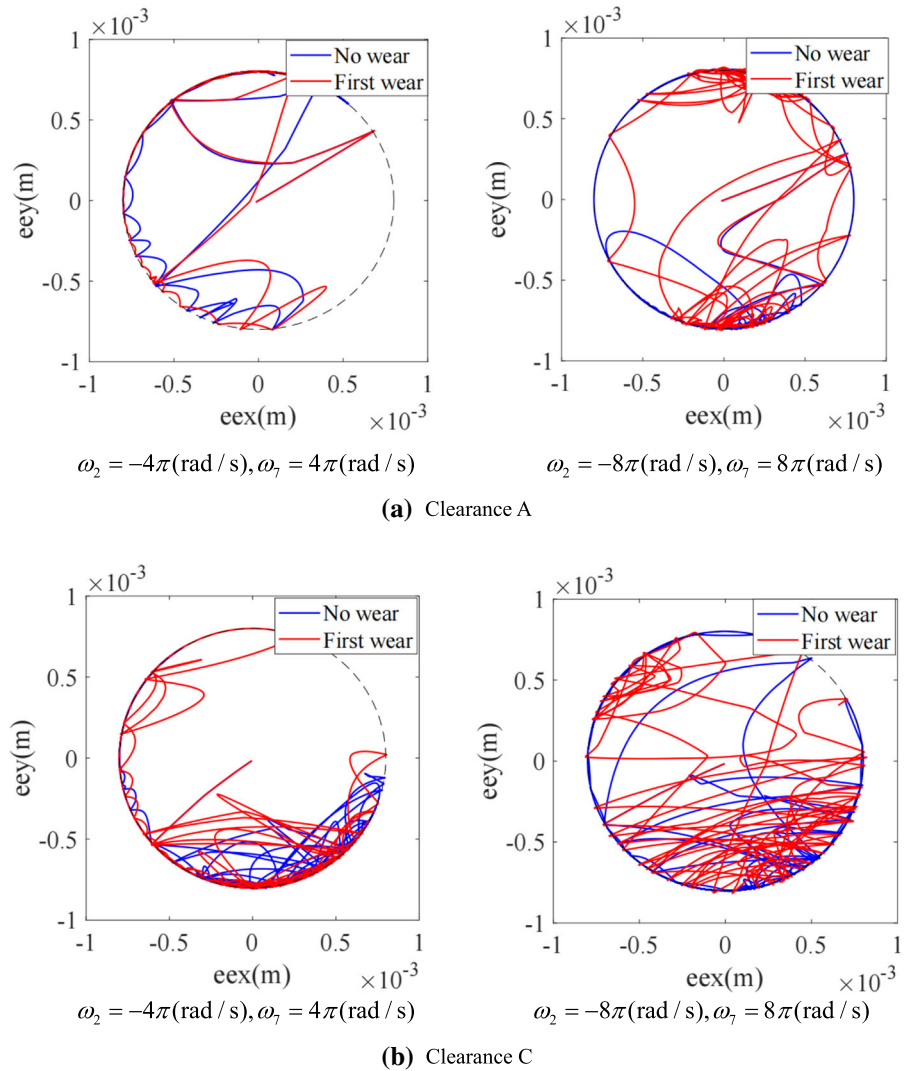 ×10⁻³
×10⁻³
1
0.5
0
-0.5
-1
eey(m)
No wear
First wear
-1 -0.5 0 0.5 1
eex(m) ×10⁻³
1
0.5
0
-0.5
-1
eey(m)
No wear
First wear
-1 -0.5 0 0.5 1
eex(m) ×10⁻³
ω₂ = −4π(rad / s), ω₇ = 4π(rad / s)
ω₂ = −8π(rad / s), ω₇ = 8π(rad / s)
(a) Clearance A
×10⁻³
×10⁻³
1
0.5
0
-0.5
-1
eey(m)
No wear
First wear
-1 -0.5 0 0.5 1
eex(m) ×10⁻³
1
0.5
0
-0.5
-1
eey(m)
No wear
First wear
-1 -0.5 0 0.5 1
eex(m) ×10⁻³
ω₂ = −4π(rad / s), ω₇ = 4π(rad / s)
ω₂ = −8π(rad / s), ω₇ = 8π(rad / s)
(b) Clearance C